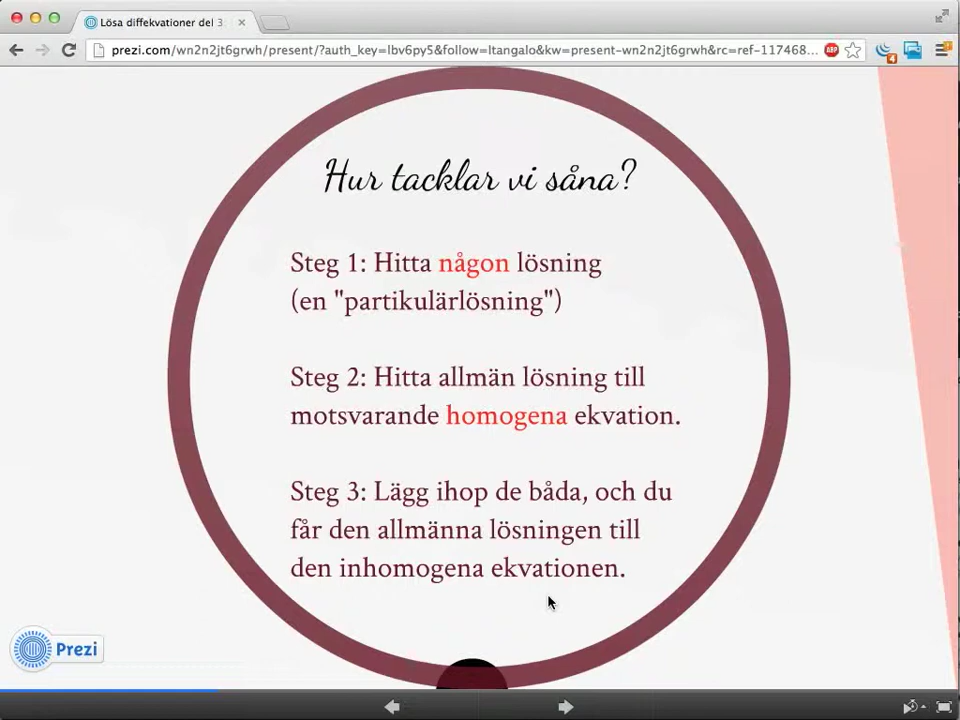 Lösa diffekvationer del 3
prezi.com/wn2n2jt6grwh/present/?auth_key=lbv6py5&follow=ltangalo&kw=present-wn2n2jt6grwh&rc=ref-117468...
ABP
4
Hur tacklar vi såna?
Steg 1: Hitta någon lösning
(en "partikulärlösning")
Steg 2: Hitta allmän lösning till
motsvarande homogena ekvation.
Steg 3: Lägg ihop de båda, och du
får den allmänna lösningen till
den inhomogena ekvationen.
Prezi